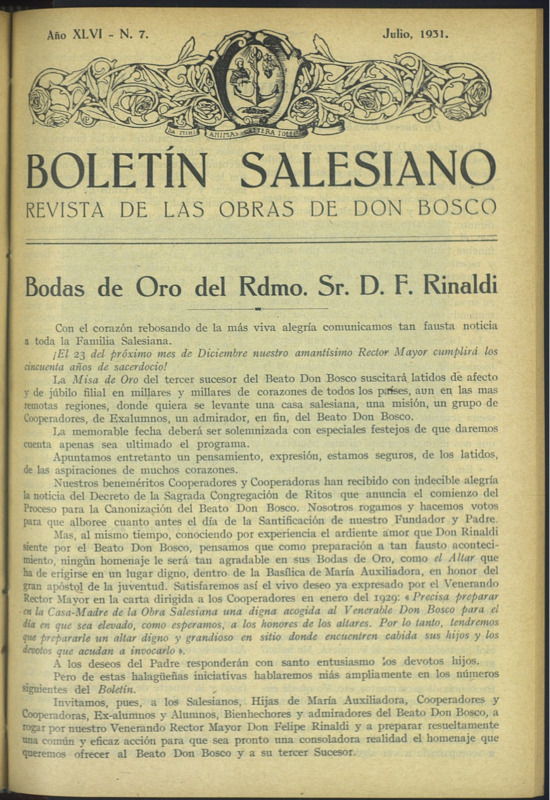 Año XLVI - N. 7.
Julio, 1931.
DA MIHI ANIMAS CÆTERA TOLLE
BOLETÍN SALESIANO
REVISTA DE LAS OBRAS DE DON BOSCO
Bodas de Oro del Rdmo. Sr. D. F. Rinaldi
Con el corazón rebosando de la más viva alegría comunicamos tan fausta noticia
a toda la Familia Salesiana.
¡El 23 del próximo mes de Diciembre nuestro amantísimo Rector Mayor cumplirá los
cincuenta años de sacerdocio!
La Misa de Oro del tercer sucesor del Beato Don Bosco suscitará latidos de afecto
y de júbilo filial en millares y millares de corazones de todos los países, aun en las mas
remotas regiones, donde quiera se levante una casa salesiana, una misión, un grupo de
Cooperadores, de Exalumnos, un admirador, en fin, del Beato Don Bosco.
La memorable fecha deberá ser solemnizada con especiales festejos de que daremos
cuenta apenas sea ultimado el programa.
Apuntamos entretanto un pensamiento, expresión, estamos seguros, de los latidos,
de las aspiraciones de muchos corazones.
Nuestros beneméritos Cooperadores y Cooperadoras han recibido con indecible alegría
la noticia del Decreto de la Sagrada Congregación de Ritos que anuncia el comienzo del
Proceso para la Canonización del Beato Don Bosco. Nosotros rogamos y hacemos votos
para que alboree cuanto antes el día de la Santificación de nuestro Fundador y Padre.
Mas, al mismo tiempo, conociendo por experiencia el ardiente amor que Don Rinaldi
siente por el Beato Don Bosco, pensamos que como preparación a tan fausto aconteci-
miento, ningún homenaje le será tan agradable en sus Bodas de Oro, como el Altar que
ha de erigirse en un lugar digno, dentro de la Basílica de María Auxiliadora, en honor del
gran apóstol de la juventud. Satisfaremos así el vivo deseo ya expresado por el Venerando
Rector Mayor en la carta dirigida a los Cooperadores en enero del 1929: « Precisa preparar
en la Casa-Madre de la Obra Salesiana una digna acogida al Venerable Don Bosco para el
día en que sea elevado, como esperamos, a los honores de los altares. Por lo tanto, tendremos
que prepararle un altar digno y grandioso en sitio donde encuentren cabida sus hijos y los
devotos que acudan a invocarlo ».
A los deseos del Padre responderán con santo entusiasmo los devotos hijos.
Pero de estas halagüeñas iniciativas hablaremos más ampliamente en los números
siguientes del Boletín.
Invitamos, pues, a los Salesianos, Hijas de María Auxiliadora, Cooperadores y
Cooperadoras, Ex-alumnos y Alumnos, Bienhechores y admiradores del Beato Don Bosco, a
rogar por nuestro Venerando Rector Mayor Don Felipe Rinaldi y a preparar resueltamente
una común y eficaz acción para que sea pronto una consoladora realidad el homenaje que
queremos ofrecer al Beato Don Bosco y a su tercer Sucesor.